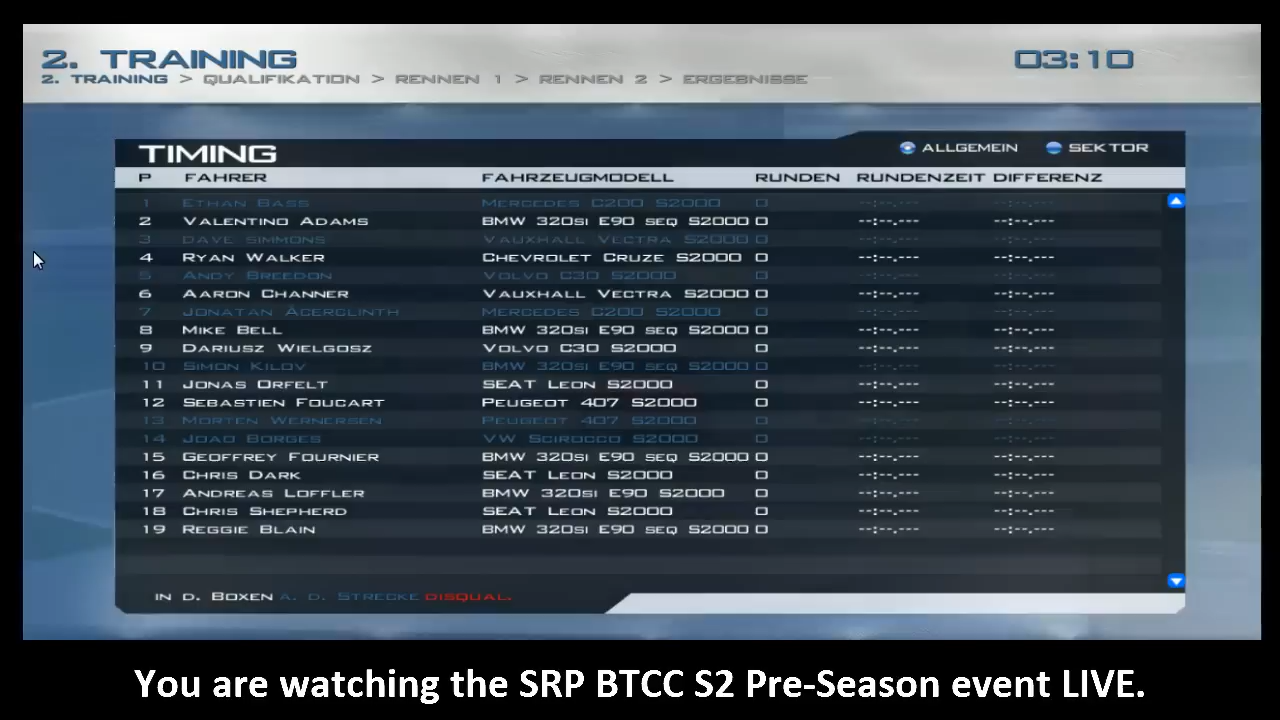 2. TRAINING 03:10
2. TRAINING > QUALIFIKATION > RENNEN 1 > RENNEN 2 > ERGEBNISSE
TIMING ALLGEMEIN SEKTOR
P FAHRER FAHRZEUGMODELL RUNDEN RUNDENZEIT DIFFERENZ
1 ETHAN BASS MERCEDES C200 S2000 0 --:--.--- --:--.---
2 VALENTINO ADAMS BMW 320SI E90 SEQ S2000 0 --:--.--- --:--.---
3 DAVE SIMMONS VAUXHALL VECTRA S2000 0 --:--.--- --:--.---
4 RYAN WALKER CHEVROLET CRUZE S2000 0 --:--.--- --:--.---
5 ANDY BREEDON VOLVO C30 S2000 0 --:--.--- --:--.---
6 AARON CHANNER VAUXHALL VECTRA S2000 0 --:--.--- --:--.---
7 JONATAN ACERCLINTH MERCEDES C200 S2000 0 --:--.--- --:--.---
8 MIKE BELL BMW 320SI E90 SEQ S2000 0 --:--.--- --:--.---
9 DARIUSZ WIELGOSZ VOLVO C30 S2000 0 --:--.--- --:--.---
10 SIMON BMW 320SI E90 SEQ S2000 0 --:--.--- --:--.---
11 JONAS ORFELT SEAT LEON S2000 0 --:--.--- --:--.---
12 SEBASTIEN FOUCART PEUGEOT 407 S2000 0 --:--.--- --:--.---
13 MORTEN WERNERSEN PEUGEOT 407 S2000 0 --:--.--- --:--.---
14 JOAO BORGES VW SCIROCCO S2000 0 --:--.--- --:--.---
15 GEOFFREY FOURNIER BMW 320SI E90 SEQ S2000 0 --:--.--- --:--.---
16 CHRIS DARK SEAT LEON S2000 0 --:--.--- --:--.---
17 ANDREAS LOFFLER BMW 320SI E90 S2000 0 --:--.--- --:--.---
18 CHRIS SHEPHERD SEAT LEON S2000 0 --:--.--- --:--.---
19 REGGIE BLAIN BMW 320SI E90 SEQ S2000 0 --:--.--- --:--.---
IN D. BOXEN A. D. STRECKE DISQUAL.
You are watching the SRP BTCC S2 Pre-Season event LIVE.